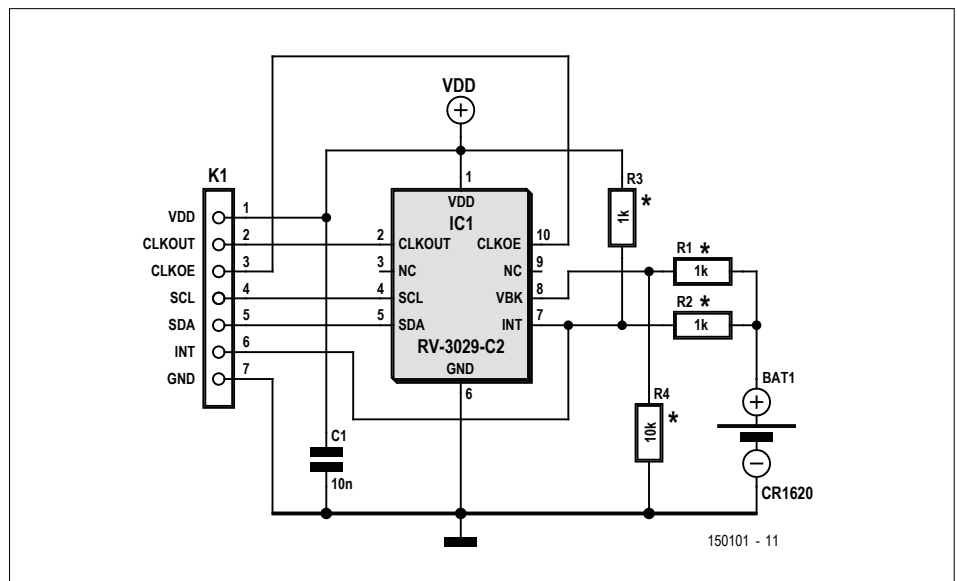 VDD
K1
VDD 1
CLKOUT 2
CLKOE 3
SCL 4
SDA 5
INT 6
GND 7
1
VDD
IC1
2 CLKOUT CLKOE 10
3 NC NC 9
4 SCL VBK 8
5 SDA INT 7
RV-3029-C2
GND
6
R3
1k *
R1 *
1k
R2 *
1k
R4
10k *
C1
10n
BAT1
+
−
CR1620
150101 - 11